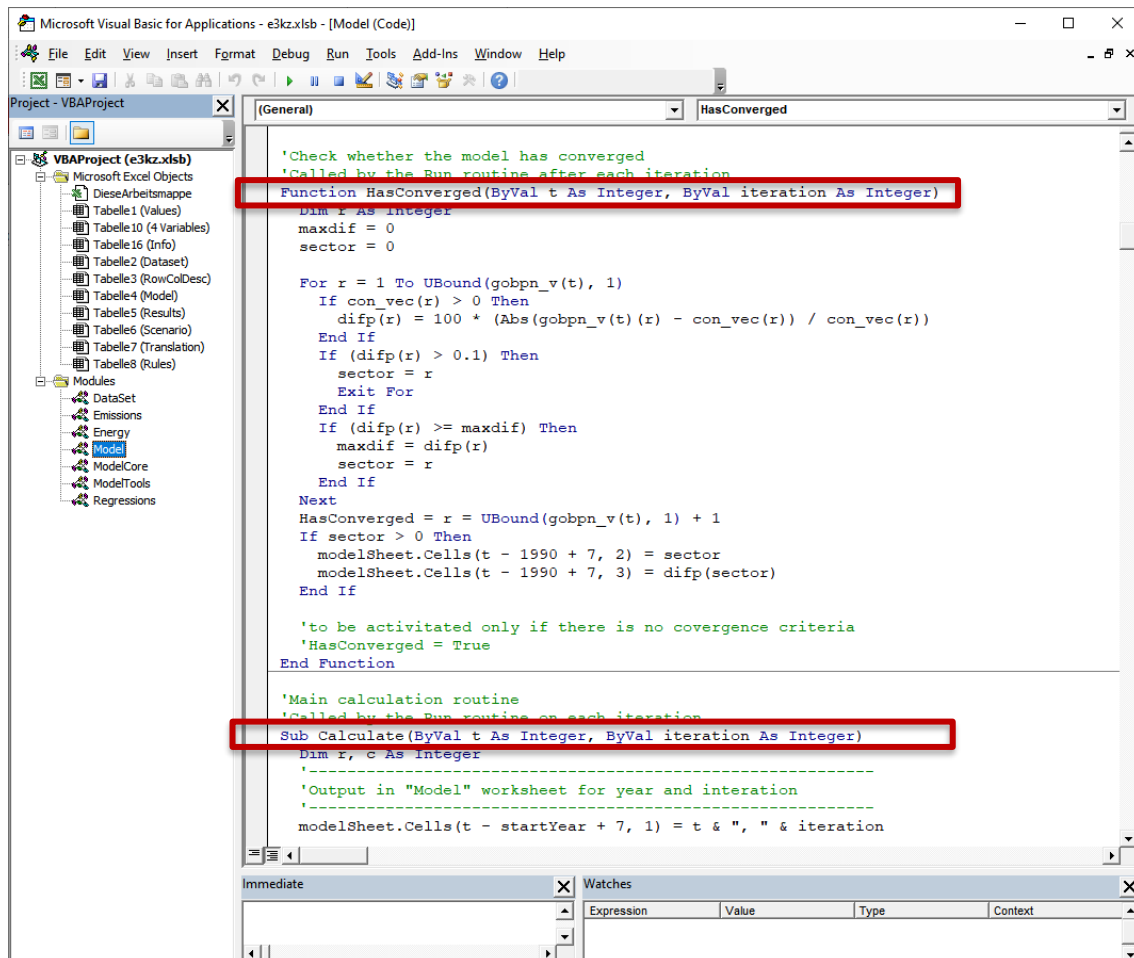 Microsoft Visual Basic for Applications - e3kz.xlsb - [Model (Code)]
File Edit View Insert Format Debug Run Tools Add-Ins Window Help
Project - VBAProject
VBAProject (e3kz.xlsb)
Microsoft Excel Objects
DieseArbeitsmappe
Tabelle1 (Values)
Tabelle10 (4 Variables)
Tabelle16 (Info)
Tabelle2 (Dataset)
Tabelle3 (RowColDesc)
Tabelle4 (Model)
Tabelle5 (Results)
Tabelle6 (Scenario)
Tabelle7 (Translation)
Tabelle8 (Rules)
Modules
DataSet
Emissions
Energy
Model
ModelCore
ModelTools
Regressions
(General) HasConverged
'Check whether the model has converged
'Called by the Run routine after each iteration
Function HasConverged(ByVal t As Integer, ByVal iteration As Integer)
Dim r As Integer
maxdif = 0
sector = 0
For r = 1 To UBound(gobpn_v(t), 1)
If con_vec(r) > 0 Then
difp(r) = 100 * (Abs(gobpn_v(t)(r) - con_vec(r)) / con_vec(r))
End If
If (difp(r) > 0.1) Then
sector = r
Exit For
End If
If (difp(r) >= maxdif) Then
maxdif = difp(r)
sector = r
End If
Next
HasConverged = r = UBound(gobpn_v(t), 1) + 1
If sector > 0 Then
modelSheet.Cells(t - 1990 + 7, 2) = sector
modelSheet.Cells(t - 1990 + 7, 3) = difp(sector)
End If
'to be activitated only if there is no covergence criteria
'HasConverged = True
End Function
'Main calculation routine
'Called by the Run routine on each iteration
Sub Calculate(ByVal t As Integer, ByVal iteration As Integer)
Dim r, c As Integer
'----------------------------------------------------------
'Output in "Model" worksheet for year and interation
'----------------------------------------------------------
modelSheet.Cells(t - startYear + 7, 1) = t & ", " & iteration
Immediate
Watches
Expression Value Type Context